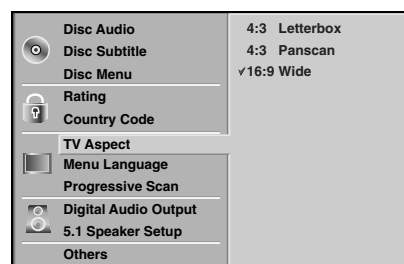 Disc Audio
Disc Subtitle
Disc Menu
Rating
Country Code
TV Aspect
Menu Language
Progressive Scan
Digital Audio Output
5.1 Speaker Setup
Others
4:3 Letterbox
4:3 Panscan
✓16:9 Wide